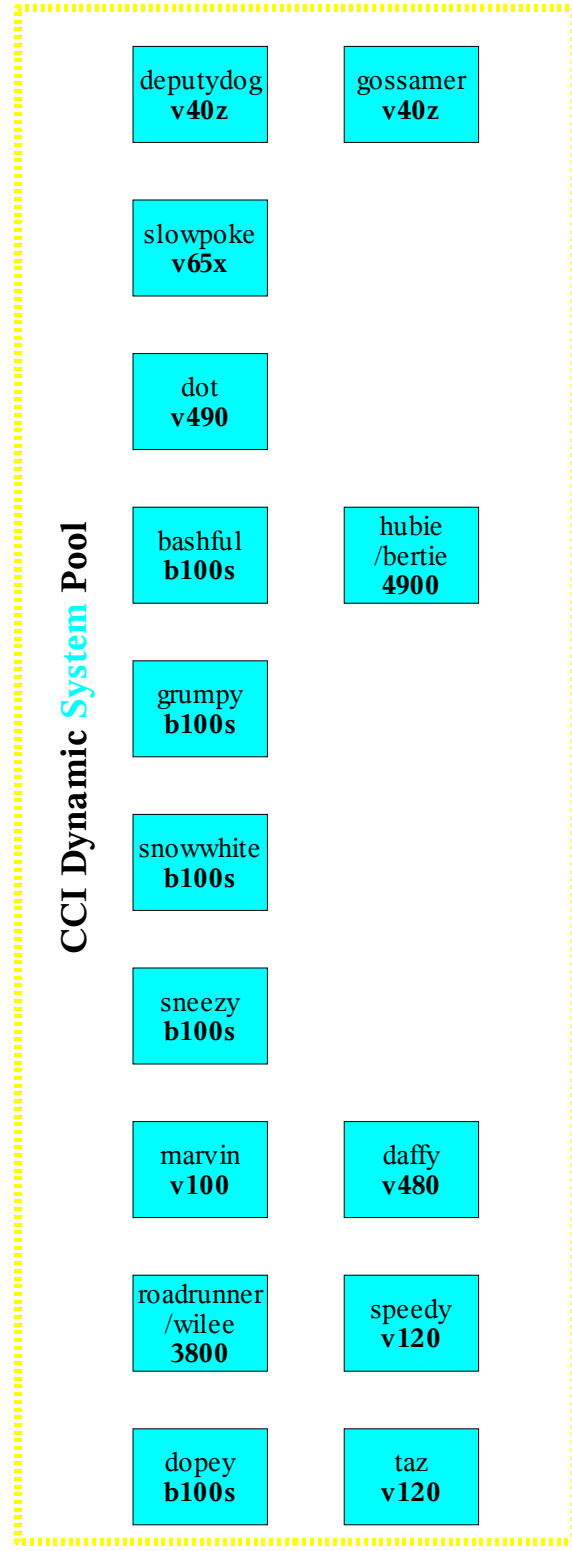 CCI Dynamic System Pool
deputydog
v40z
gossamer
v40z
slowpoke
v65x
dot
v490
bashful
b100s
hubie
/bertie
4900
grumpy
b100s
snowwhite
b100s
sneezy
b100s
marvin
v100
daffy
v480
roadrunner
/wilee
3800
speedy
v120
dopey
b100s
taz
v120